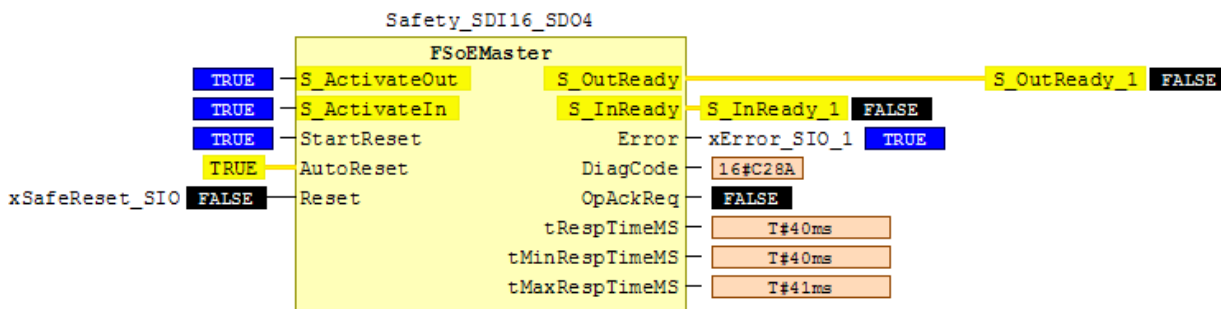 Safety_SDI16_SDO4
FSoEMaster
TRUE S_ActivateOut S_OutReady S_OutReady_1 FALSE
TRUE S_ActivateIn S_InReady S_InReady_1 FALSE
TRUE StartReset Error xError_SIO_1 TRUE
TRUE AutoReset DiagCode 16#C28A
xSafeReset_SIO FALSE Reset OpAckReq FALSE
tRespTimeMS T#40ms
tMinRespTimeMS T#40ms
tMaxRespTimeMS T#41ms